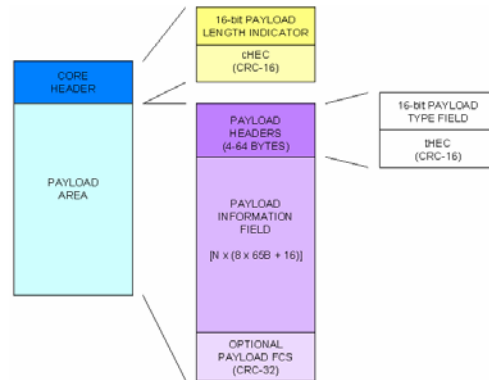 16-bit PAYLOAD
LENGTH INDICATOR
cHEC
(CRC-16)
CORE
HEADER
PAYLOAD
AREA
PAYLOAD
HEADERS
(4-64 BYTES)
PAYLOAD
INFORMATION
FIELD
[N x (8 x 65B + 16)]
OPTIONAL
PAYLOAD FCS
(CRC-32)
16-bit PAYLOAD
TYPE FIELD
tHEC
(CRC-16)